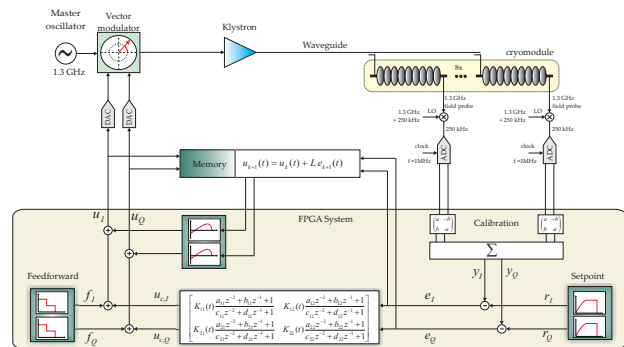 Master
oscillator
1.3 GHz
Vector
modulator
Klystron
Waveguide
cryomodule
8x
1.3 GHz
field probe
1.3 GHz
field probe
1.3 GHz
+ 250 kHz
LO
1.3 GHz
+ 250 kHz
LO
250 kHz
250 kHz
DAC
DAC
clock
f =1MHz
ADC
clock
f =1MHz
ADC
Memory
u_{k+1}(t) = u_k(t) + L e_{k+1}(t)
u_I
u_Q
FPGA System
(a −b
b a)
Calibration
(a −b
b a)
Σ
y_I
y_Q
Feedforward
Setpoint
f_I
u_{c,I}
f_Q
u_{c,Q}
K_{11}(t) a_{11}z^{-2}+b_{11}z^{-1}+1 / c_{11}z^{-2}+d_{11}z^{-1}+1 K_{12}(t) a_{12}z^{-2}+b_{12}z^{-1}+1 / c_{12}z^{-2}+d_{12}z^{-1}+1
K_{21}(t) a_{21}z^{-2}+b_{21}z^{-1}+1 / c_{21}z^{-2}+d_{21}z^{-1}+1 K_{22}(t) a_{22}z^{-2}+b_{22}z^{-1}+1 / c_{22}z^{-2}+d_{22}z^{-1}+1
e_I
e_Q
r_I
r_Q